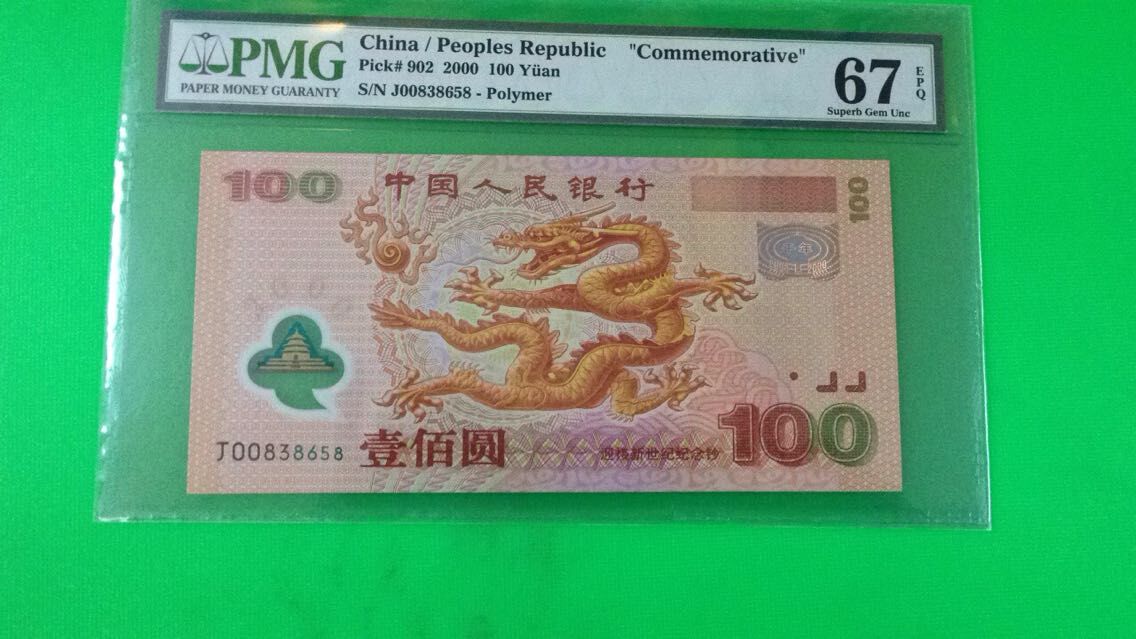 PMG
PAPER MONEY GUARANTY
China / Peoples Republic "Commemorative"
Pick# 902 2000 100 Yüan
S/N J00838658 - Polymer
67
EPQ
Superb Gem Unc
100
中国人民银行
100
千年
J00838658
壹佰圆
迎接新世纪纪念钞
100